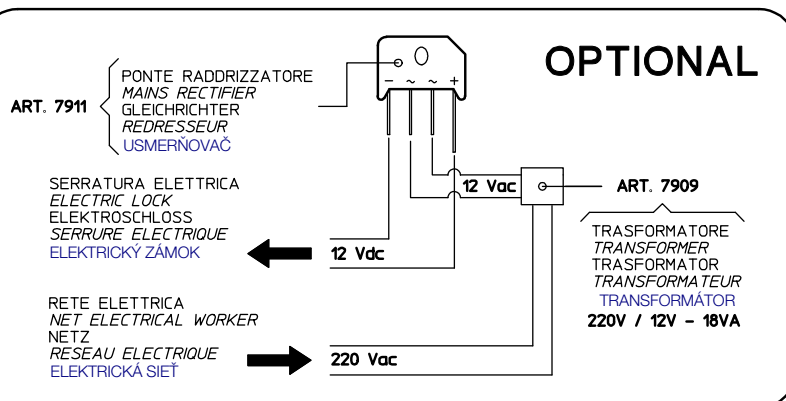 OPTIONAL
ART. 7911
PONTE RADDRIZZATORE
MAINS RECTIFIER
GLEICHRICHTER
REDRESSEUR
USMERŇOVAČ
- ~ ~ +
SERRATURA ELETTRICA
ELECTRIC LOCK
ELEKTROSCHLOSS
SERRURE ELECTRIQUE
ELEKTRICKÝ ZÁMOK
12 Vdc
12 Vac
ART. 7909
TRASFORMATORE
TRANSFORMER
TRASFORMATOR
TRANSFORMATEUR
TRANSFORMÁTOR
220V / 12V - 18VA
RETE ELETTRICA
NET ELECTRICAL WORKER
NETZ
RESEAU ELECTRIQUE
ELEKTRICKÁ SIEŤ
220 Vac